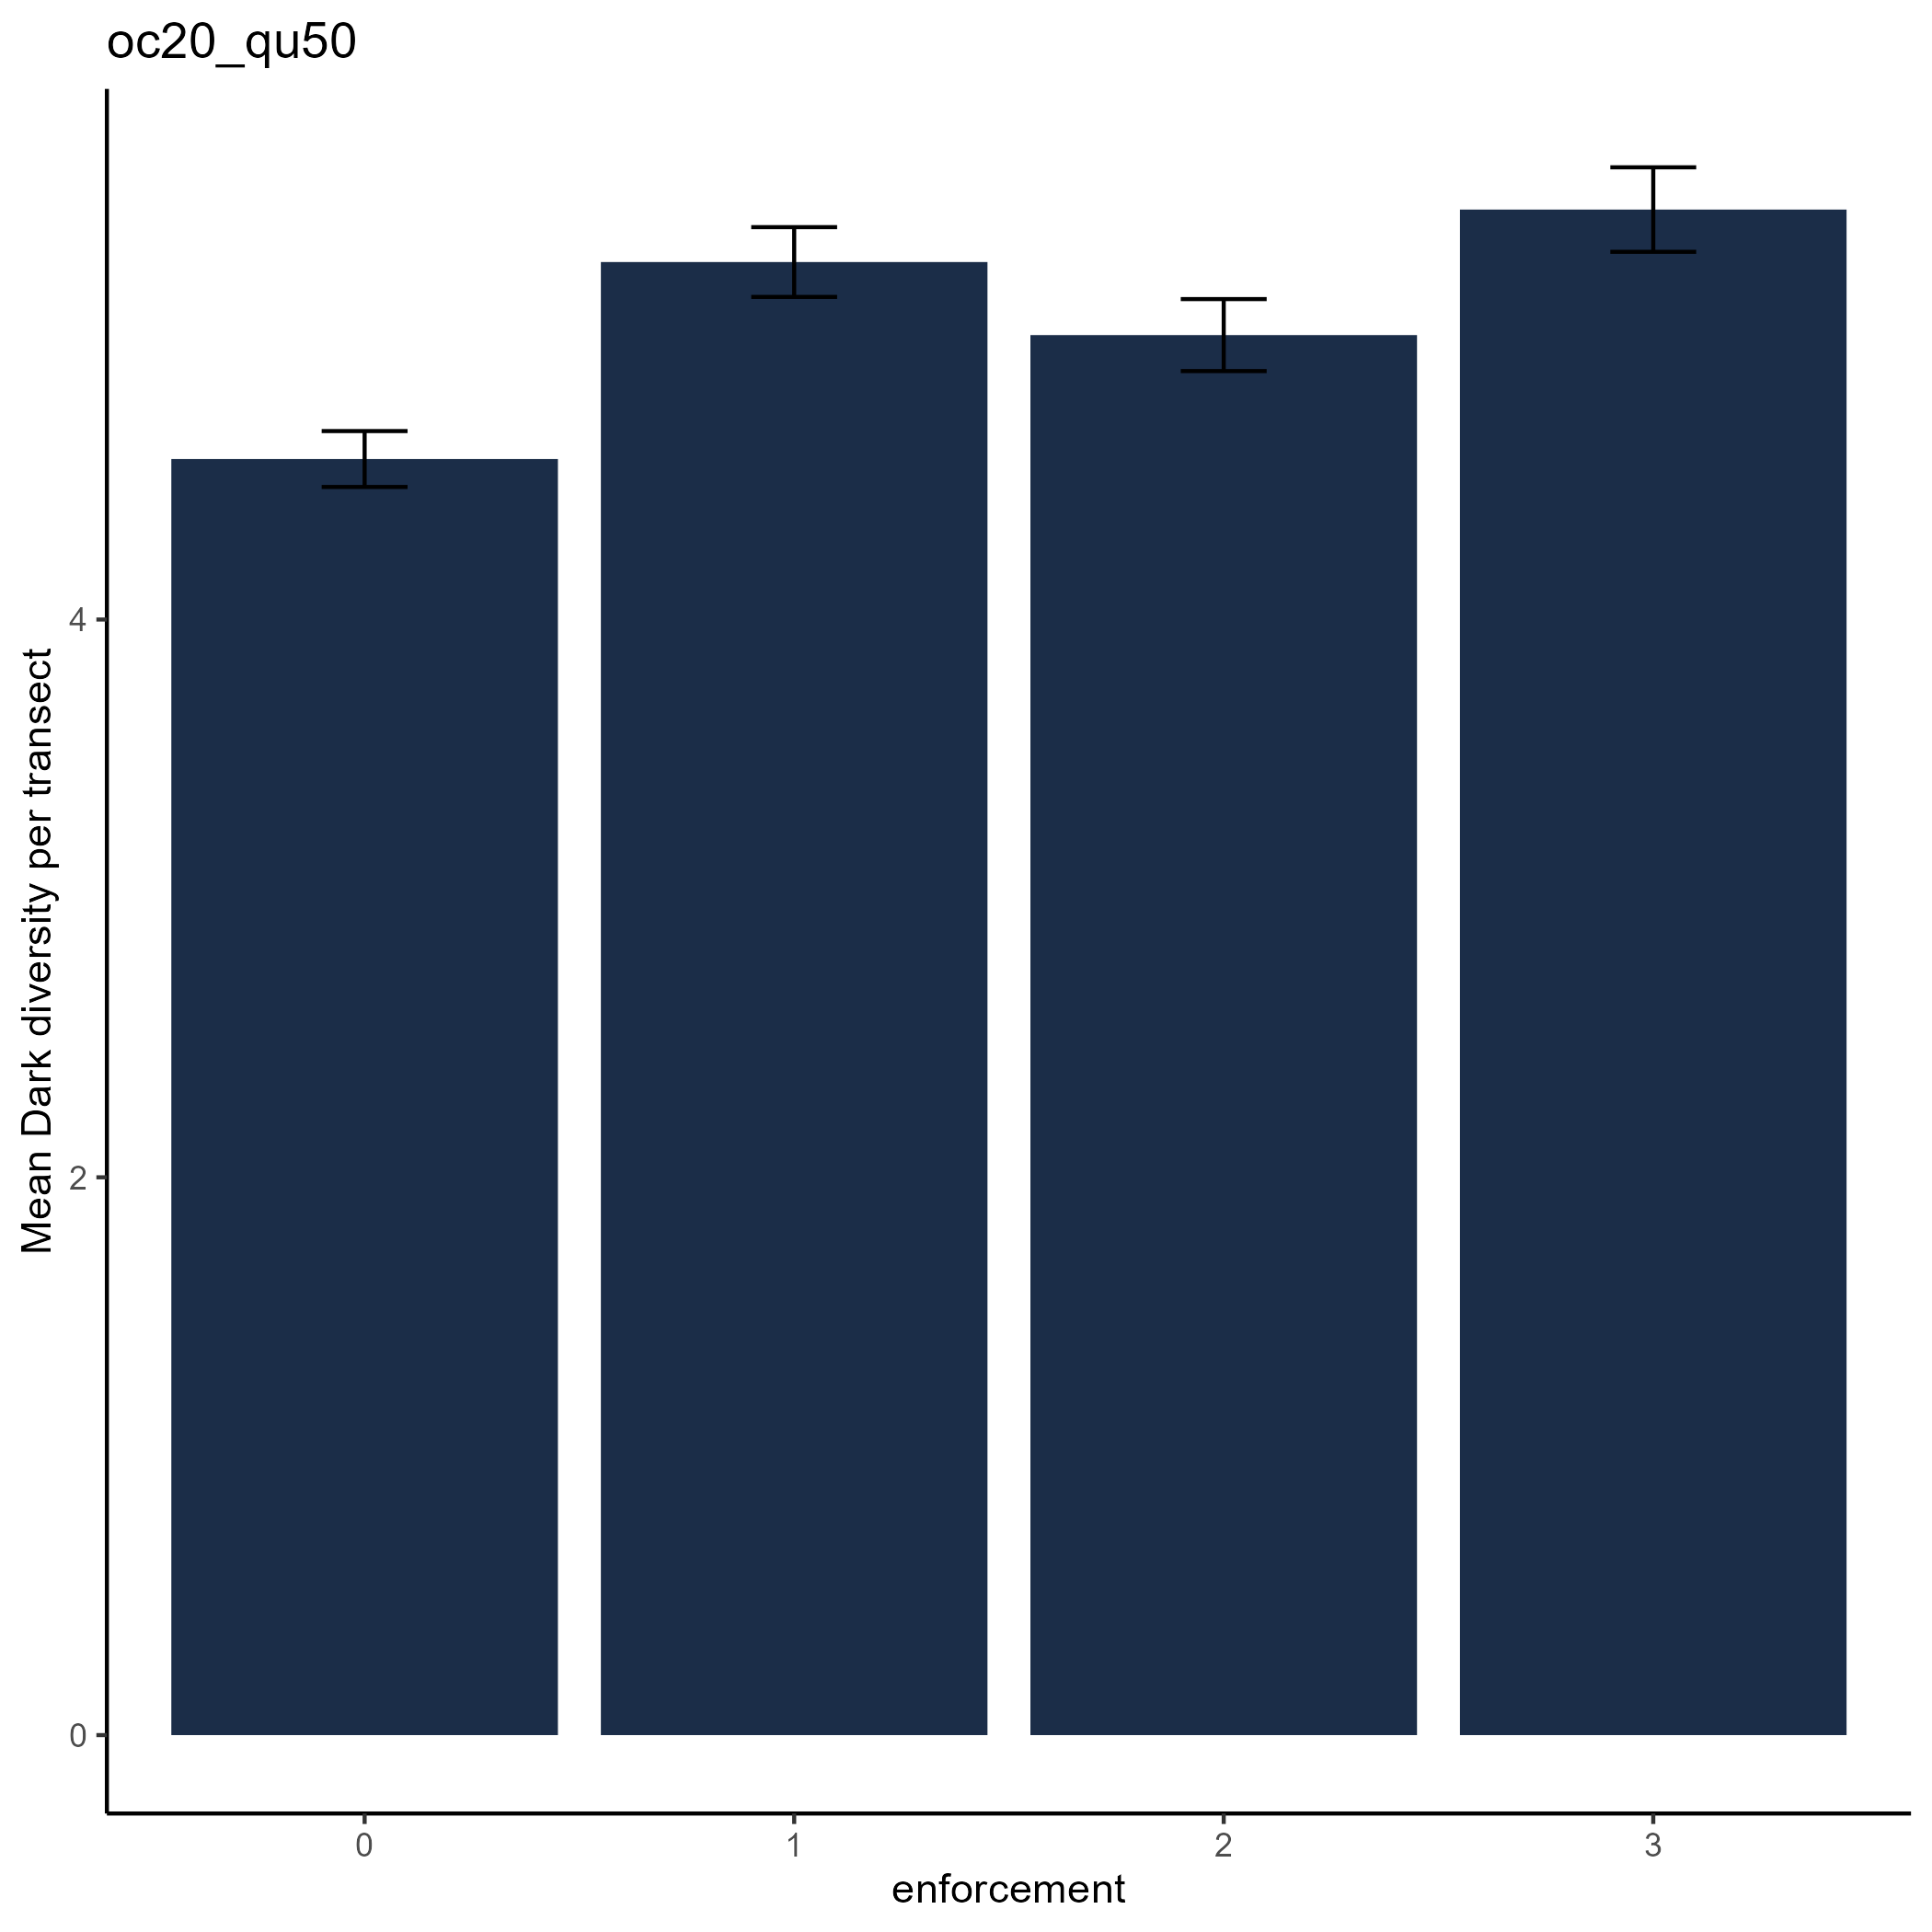 oc20_qu50
Mean Dark diversity per transect
4
2
0
0 1 2 3
enforcement